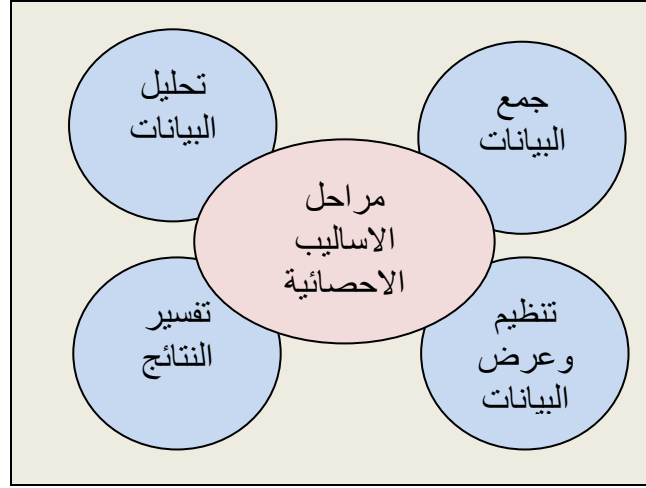 جمع
البيانات
تحليل
البيانات
مراحل
الاساليب
الاحصائية
تنظيم
وعرض
البيانات
تفسير
النتائج